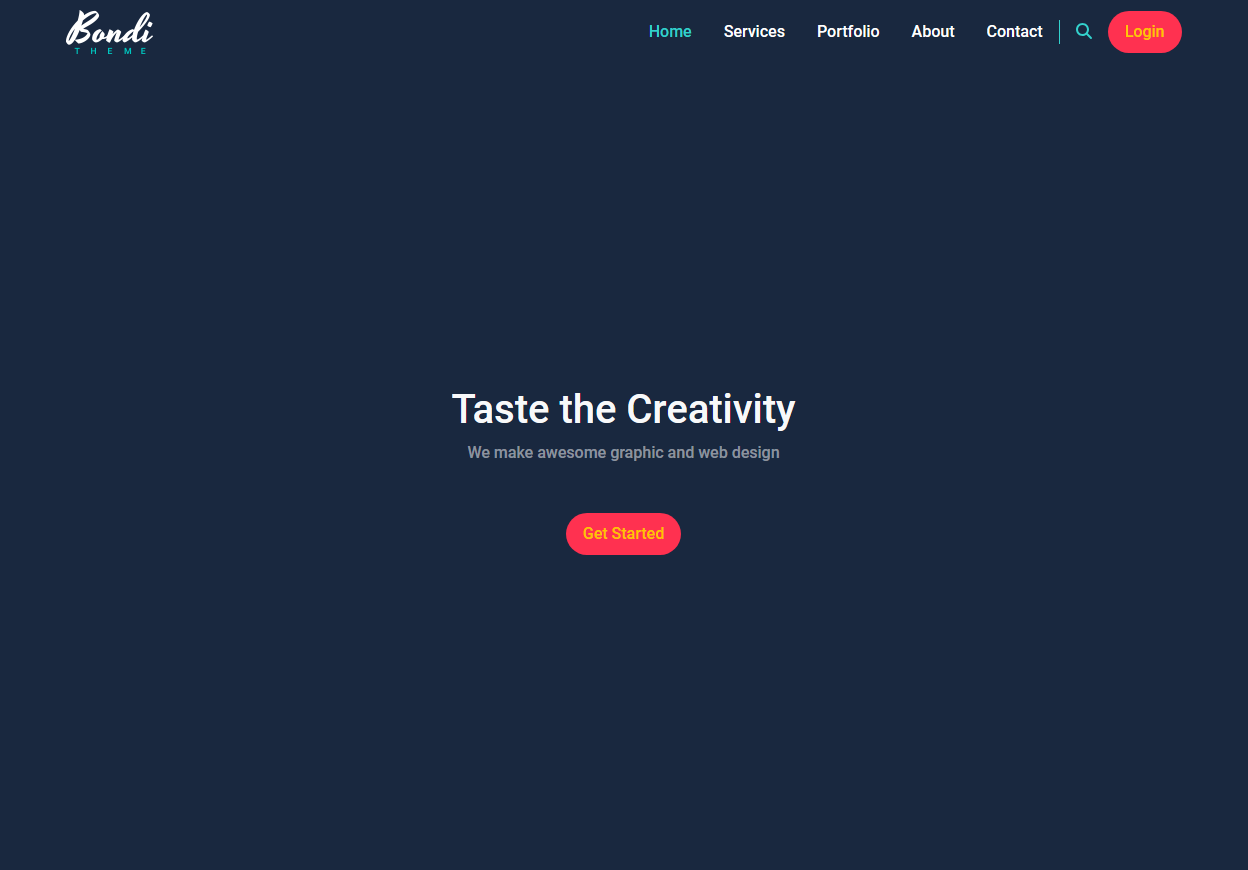 Bondi
THEME
Home Services Portfolio About Contact Login
Taste the Creativity
We make awesome graphic and web design
Get Started